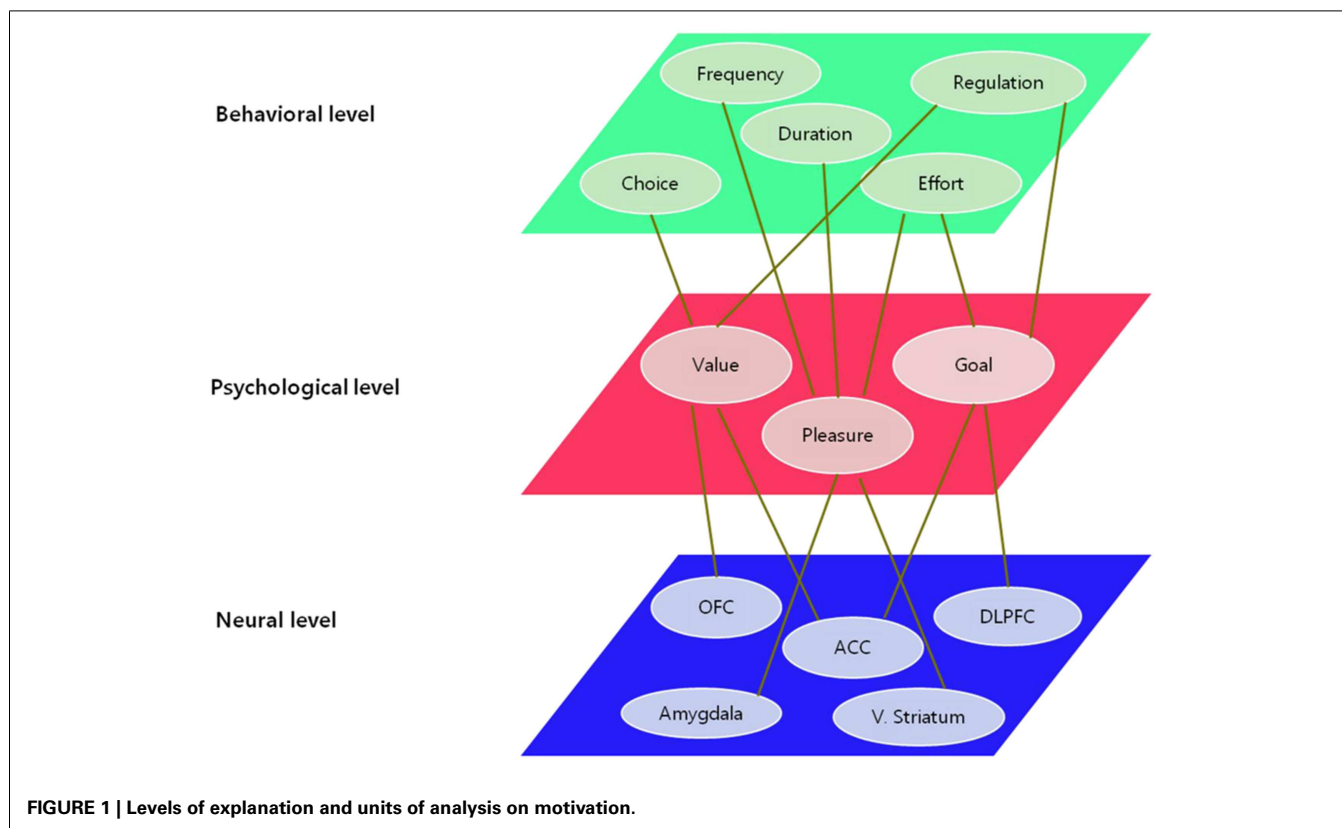 Behavioral level
Frequency
Regulation
Duration
Choice
Effort
Psychological level
Value
Goal
Pleasure
Neural level
OFC
DLPFC
ACC
Amygdala
V. Striatum
FIGURE 1 | Levels of explanation and units of analysis on motivation.